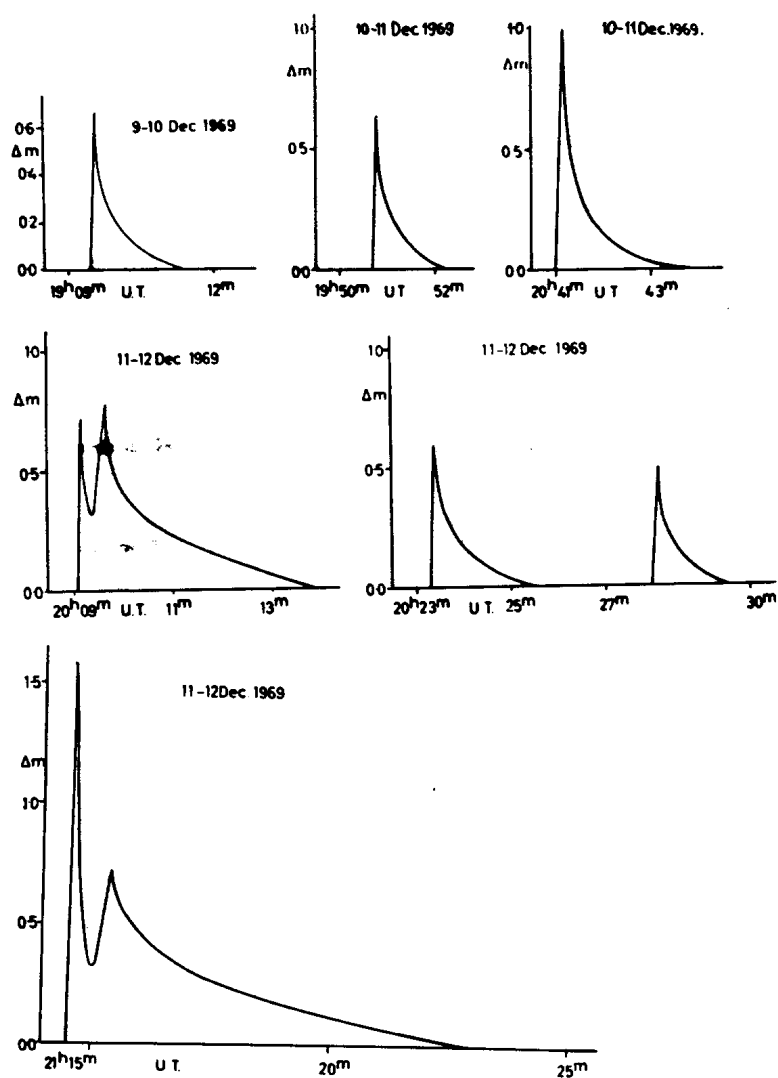 9-10 Dec 1969
Δm
0.6
0.4
0.2
0.0
19ʰ09ᵐ U.T. 12ᵐ
10-11 Dec 1969
1.0
Δm
0.5
0.0
19ʰ50ᵐ U T 52ᵐ
10-11 Dec. 1969.
1.0
Δm
0.5
0.0
20ʰ41ᵐ U T 43ᵐ
11-12 Dec 1969
1.0
Δm
0.5
0.0
20ʰ09ᵐ U.T. 11ᵐ 13ᵐ
11-12 Dec 1969
1.0
Δm
0.5
0.0
20ʰ23ᵐ U T. 25ᵐ 27ᵐ 30ᵐ
11-12 Dec 1969
1.5
Δm
1.0
0.5
0.0
21ʰ15ᵐ U T. 20ᵐ 25ᵐ